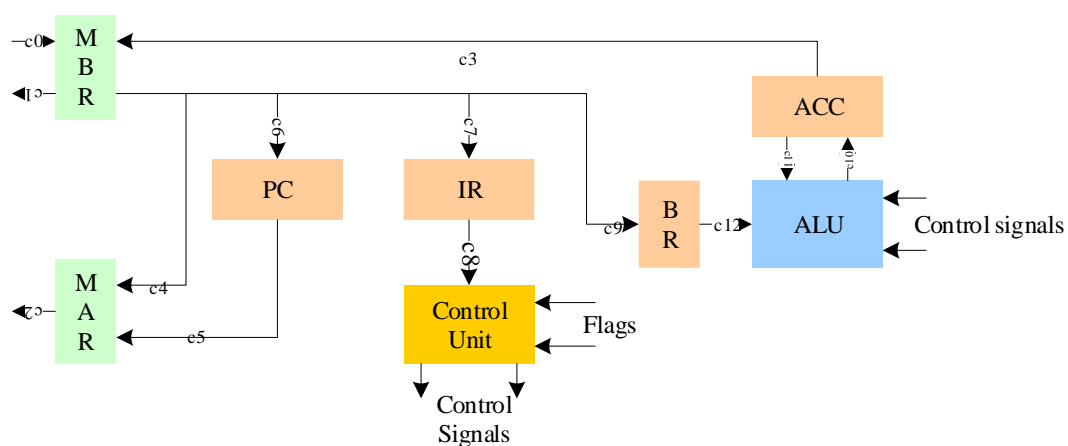 c0
M
B
R
c3
c1
ACC
c6
c7
c11
c10
PC
IR
B
R
c9
c12
ALU
Control signals
c8
M
A
R
c4
c2
c5
Control
Unit
Flags
Control
Signals